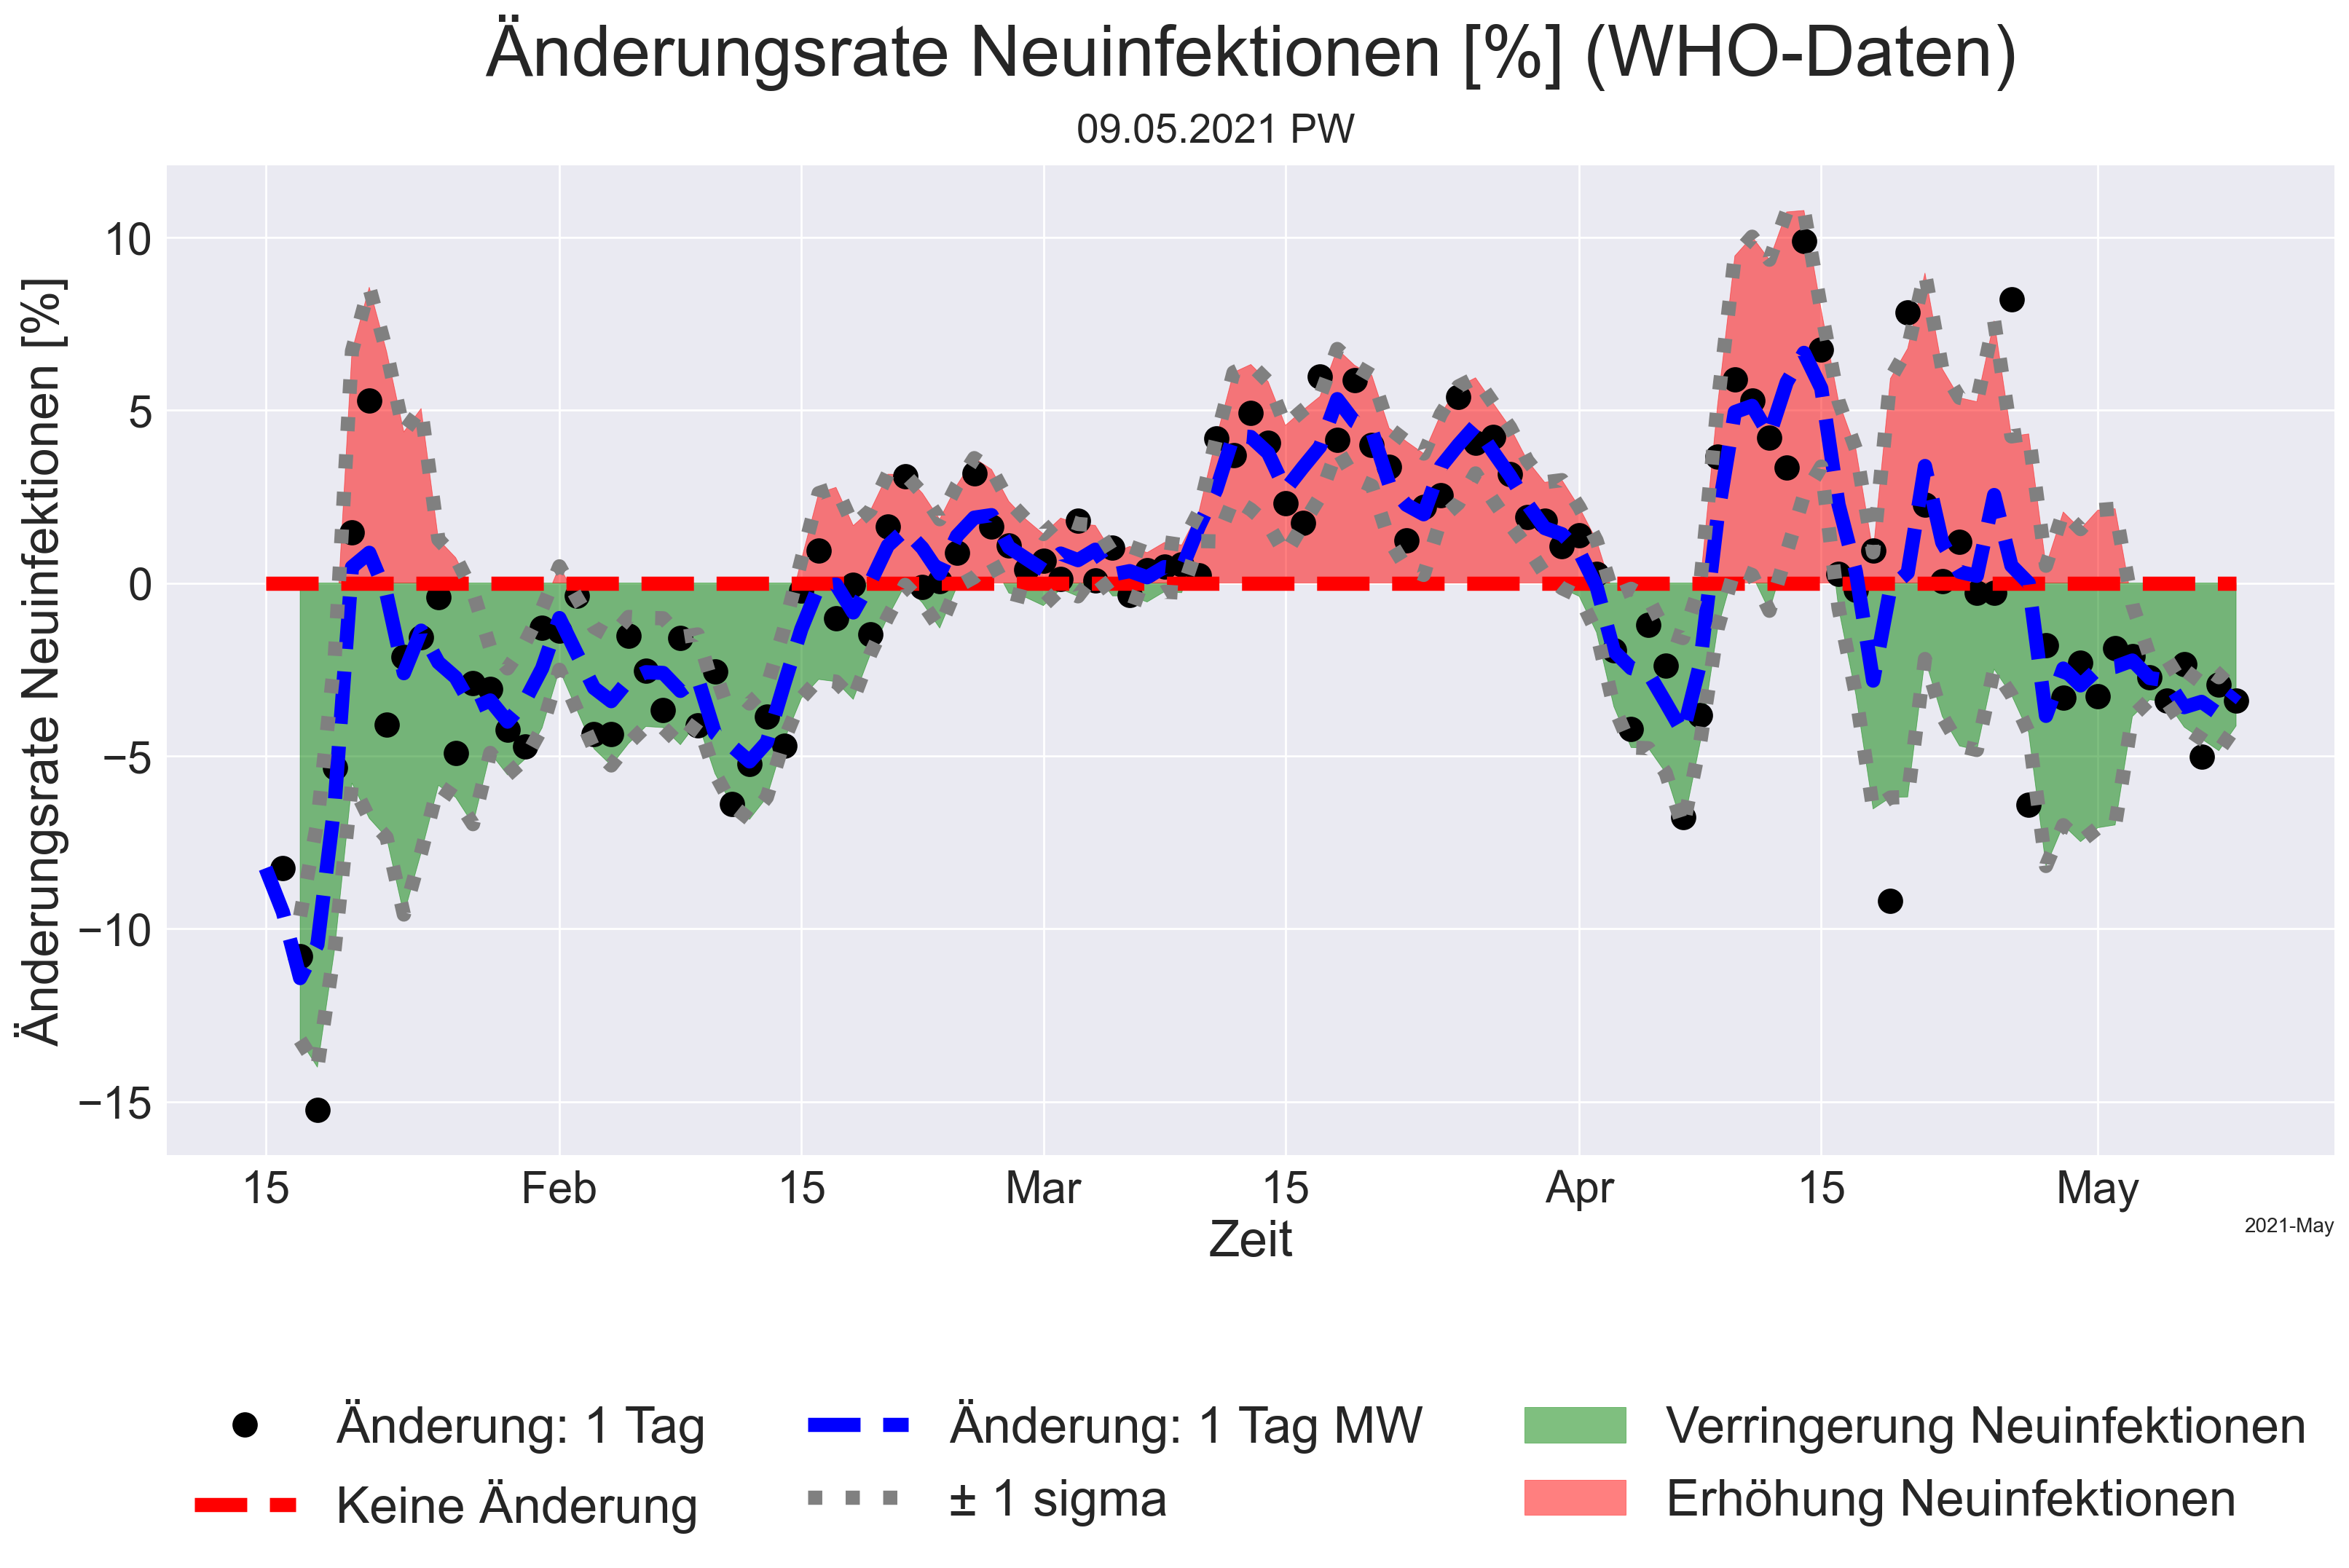 Änderungsrate Neuinfektionen [%] (WHO-Daten)
09.05.2021 PW
Änderungsrate Neuinfektionen [%]
10
5
0
−5
−10
−15
15 Feb 15 Mar 15 Apr 15 May
Zeit
2021-May
Änderung: 1 Tag
Keine Änderung
Änderung: 1 Tag MW
± 1 sigma
Verringerung Neuinfektionen
Erhöhung Neuinfektionen